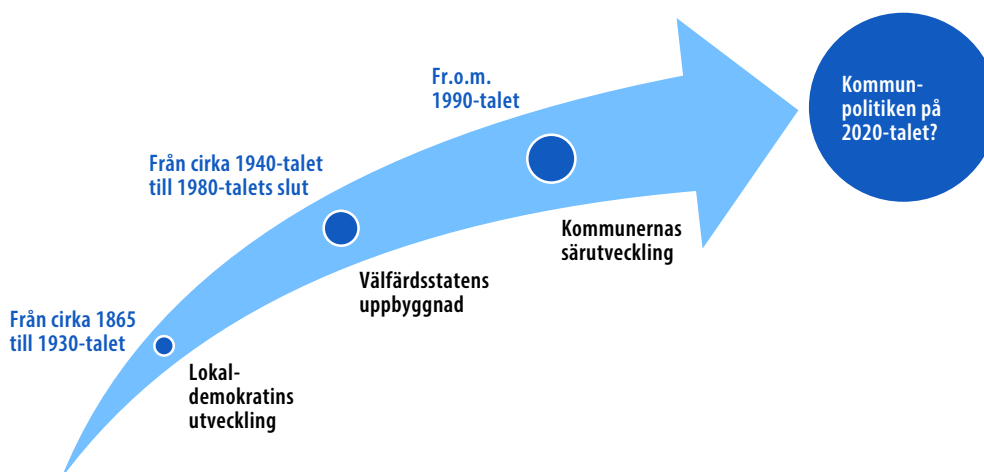 Fr.o.m.
1990-talet
Kommun-
politiken på
2020-talet?
Från cirka 1940-talet
till 1980-talets slut
Kommunernas
särutveckling
Välfärdsstatens
uppbyggnad
Från cirka 1865
till 1930-talet
Lokal-
demokratins
utveckling